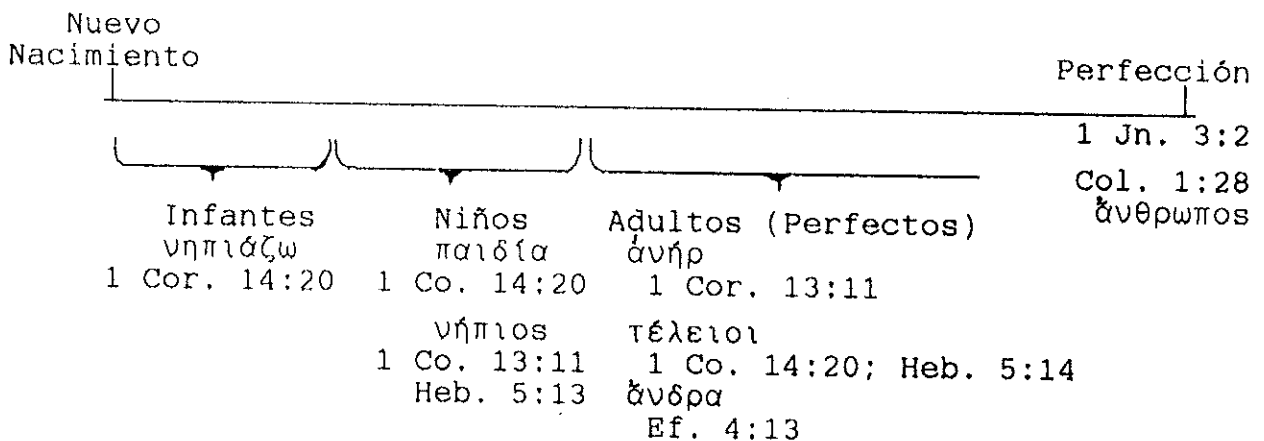 Nuevo
Nacimiento
Perfección
1 Jn. 3:2
Col. 1:28
ἄνθρωπος
Infantes
νηπιάζω
1 Cor. 14:20
Niños
παιδία
1 Co. 14:20
νήπιος
1 Co. 13:11
Heb. 5:13
Adultos (Perfectos)
ἀνήρ
1 Cor. 13:11
τέλειοι
1 Co. 14:20; Heb. 5:14
ἄνδρα
Ef. 4:13